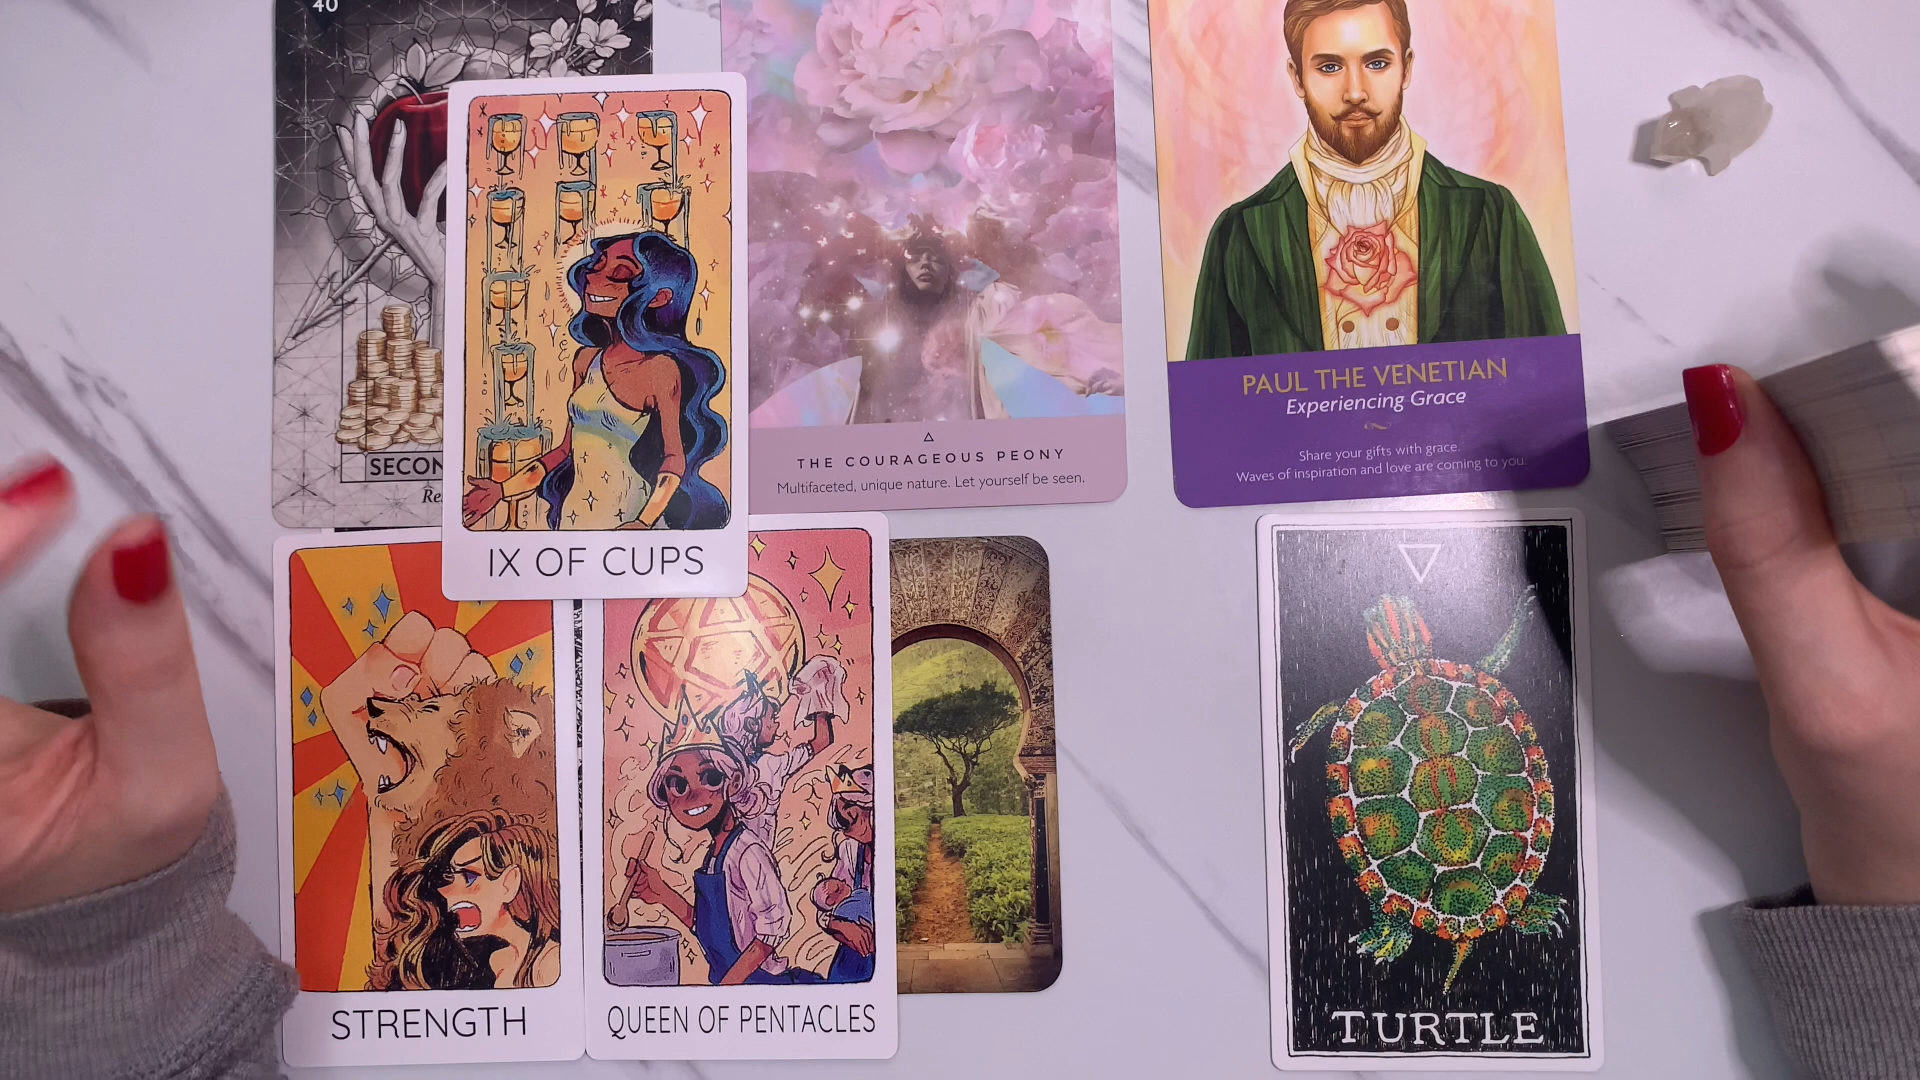 40
SECON
Re
IX OF CUPS
THE COURAGEOUS PEONY
Multifaceted, unique nature. Let yourself be seen.
PAUL THE VENETIAN
Experiencing Grace
Share your gifts with grace.
Waves of inspiration and love are coming to you.
STRENGTH
QUEEN OF PENTACLES
TURTLE